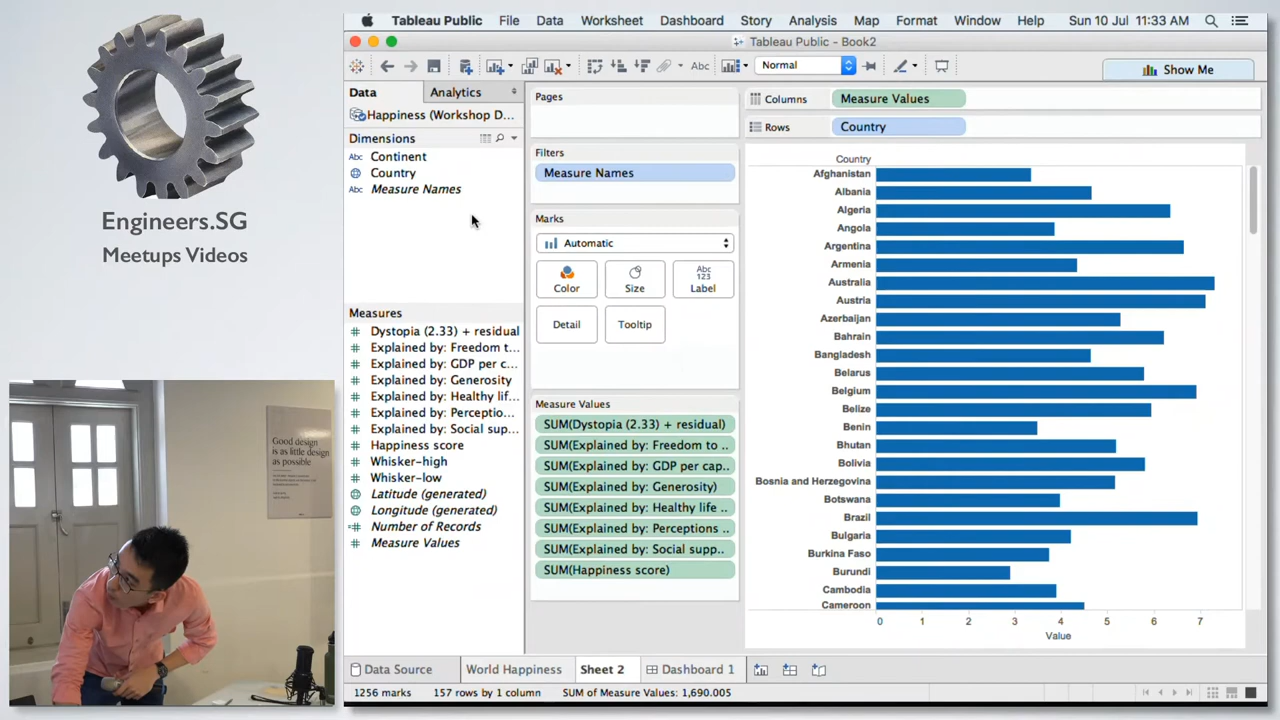 Engineers.SG
Meetups Videos
Good design
is as little design
as possible
Tableau Public File Data Worksheet Dashboard Story Analysis Map Format Window Help Sun 10 Jul 11:33 AM
Tableau Public - Book2
Abc Normal Show Me
Data Analytics
Happiness (Workshop D...
Dimensions
Abc Continent
Country
Abc Measure Names
Measures
Dystopia (2.33) + residual
Explained by: Freedom t...
Explained by: GDP per c...
Explained by: Generosity
Explained by: Healthy lif...
Explained by: Perceptio...
Explained by: Social sup...
Happiness score
Whisker-high
Whisker-low
Latitude (generated)
Longitude (generated)
Number of Records
Measure Values
Pages
Filters
Measure Names
Marks
Automatic
Color
Size
Abc
123
Label
Detail
Tooltip
Measure Values
SUM(Dystopia (2.33) + residual)
SUM(Explained by: Freedom to ..
SUM(Explained by: GDP per cap..
SUM(Explained by: Generosity)
SUM(Explained by: Healthy life ..
SUM(Explained by: Perceptions ..
SUM(Explained by: Social supp..
SUM(Happiness score)
Columns Measure Values
Rows Country
Country
Afghanistan
Albania
Algeria
Angola
Argentina
Armenia
Australia
Austria
Azerbaijan
Bahrain
Bangladesh
Belarus
Belgium
Belize
Benin
Bhutan
Bolivia
Bosnia and Herzegovina
Botswana
Brazil
Bulgaria
Burkina Faso
Burundi
Cambodia
Cameroon
0 1 2 3 4 5 6 7
Value
Data Source World Happiness Sheet 2 Dashboard 1
1256 marks 157 rows by 1 column SUM of Measure Values: 1,690.005